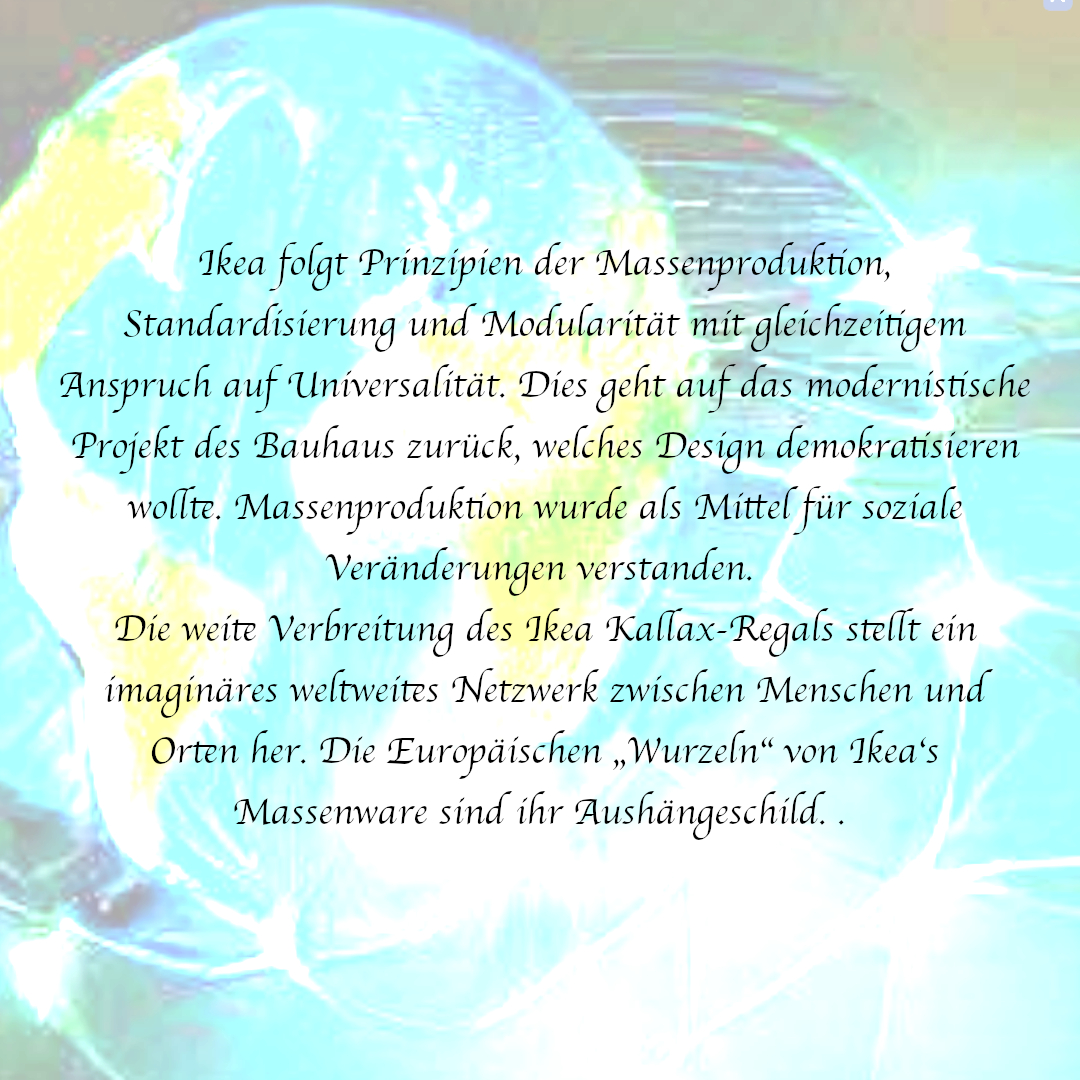 Ikea folgt Prinzipien der Massenproduktion,
Standardisierung und Modularität mit gleichzeitigem
Anspruch auf Universalität. Dies geht auf das modernistische
Projekt des Bauhaus zurück, welches Design demokratisieren
wollte. Massenproduktion wurde als Mittel für soziale
Veränderungen verstanden.
Die weite Verbreitung des Ikea Kallax-Regals stellt ein
imaginäres weltweites Netzwerk zwischen Menschen und
Orten her. Die Europäischen „Wurzeln“ von Ikea‘s
Massenware sind ihr Aushängeschild. .